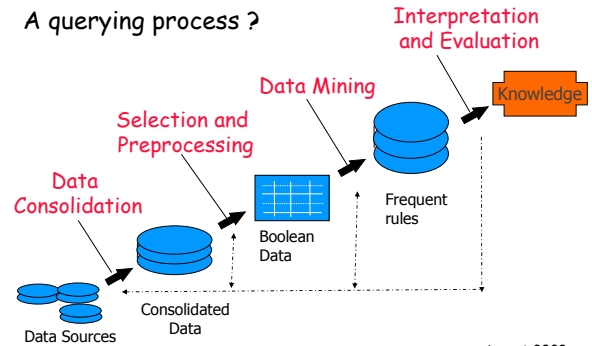 A querying process ?
Interpretation
and Evaluation
Data Mining
Knowledge
Selection and
Preprocessing
Data
Consolidation
Frequent
rules
Boolean
Data
Consolidated
Data
Data Sources